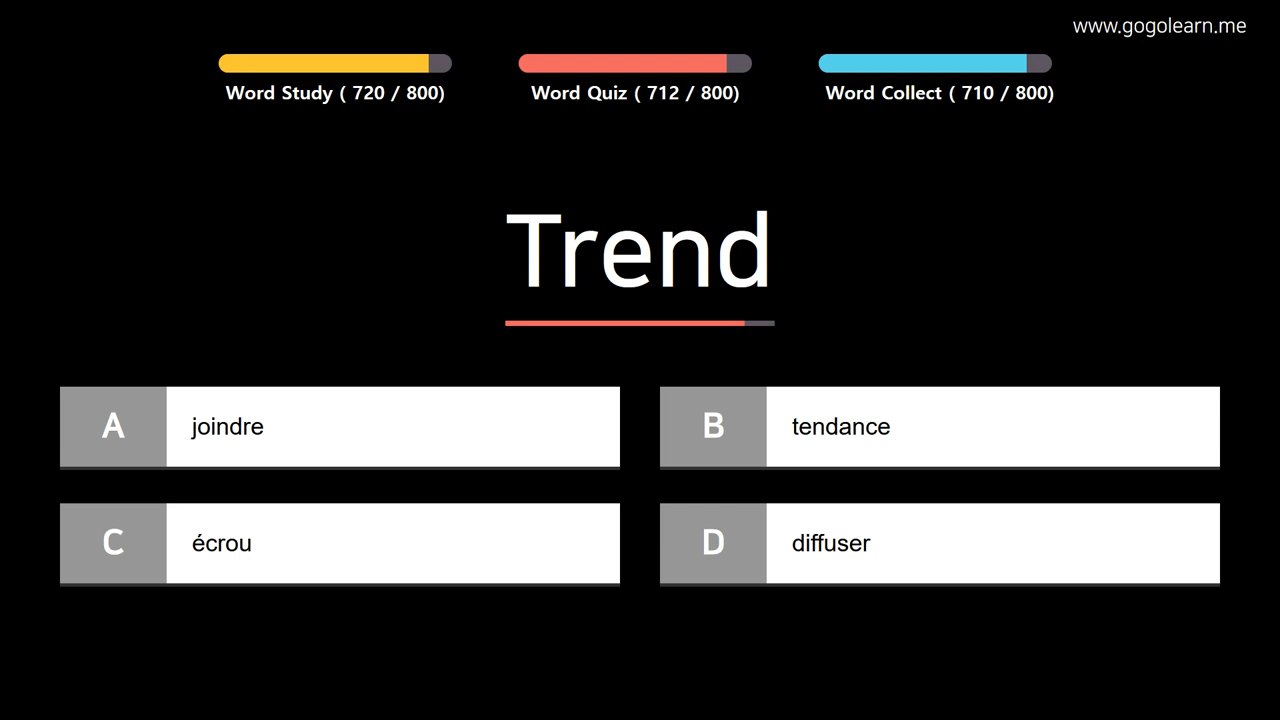 www.gogolearn.me
Word Study ( 720 / 800)
Word Quiz ( 712 / 800)
Word Collect ( 710 / 800)
Trend
A joindre
B tendance
C écrou
D diffuser